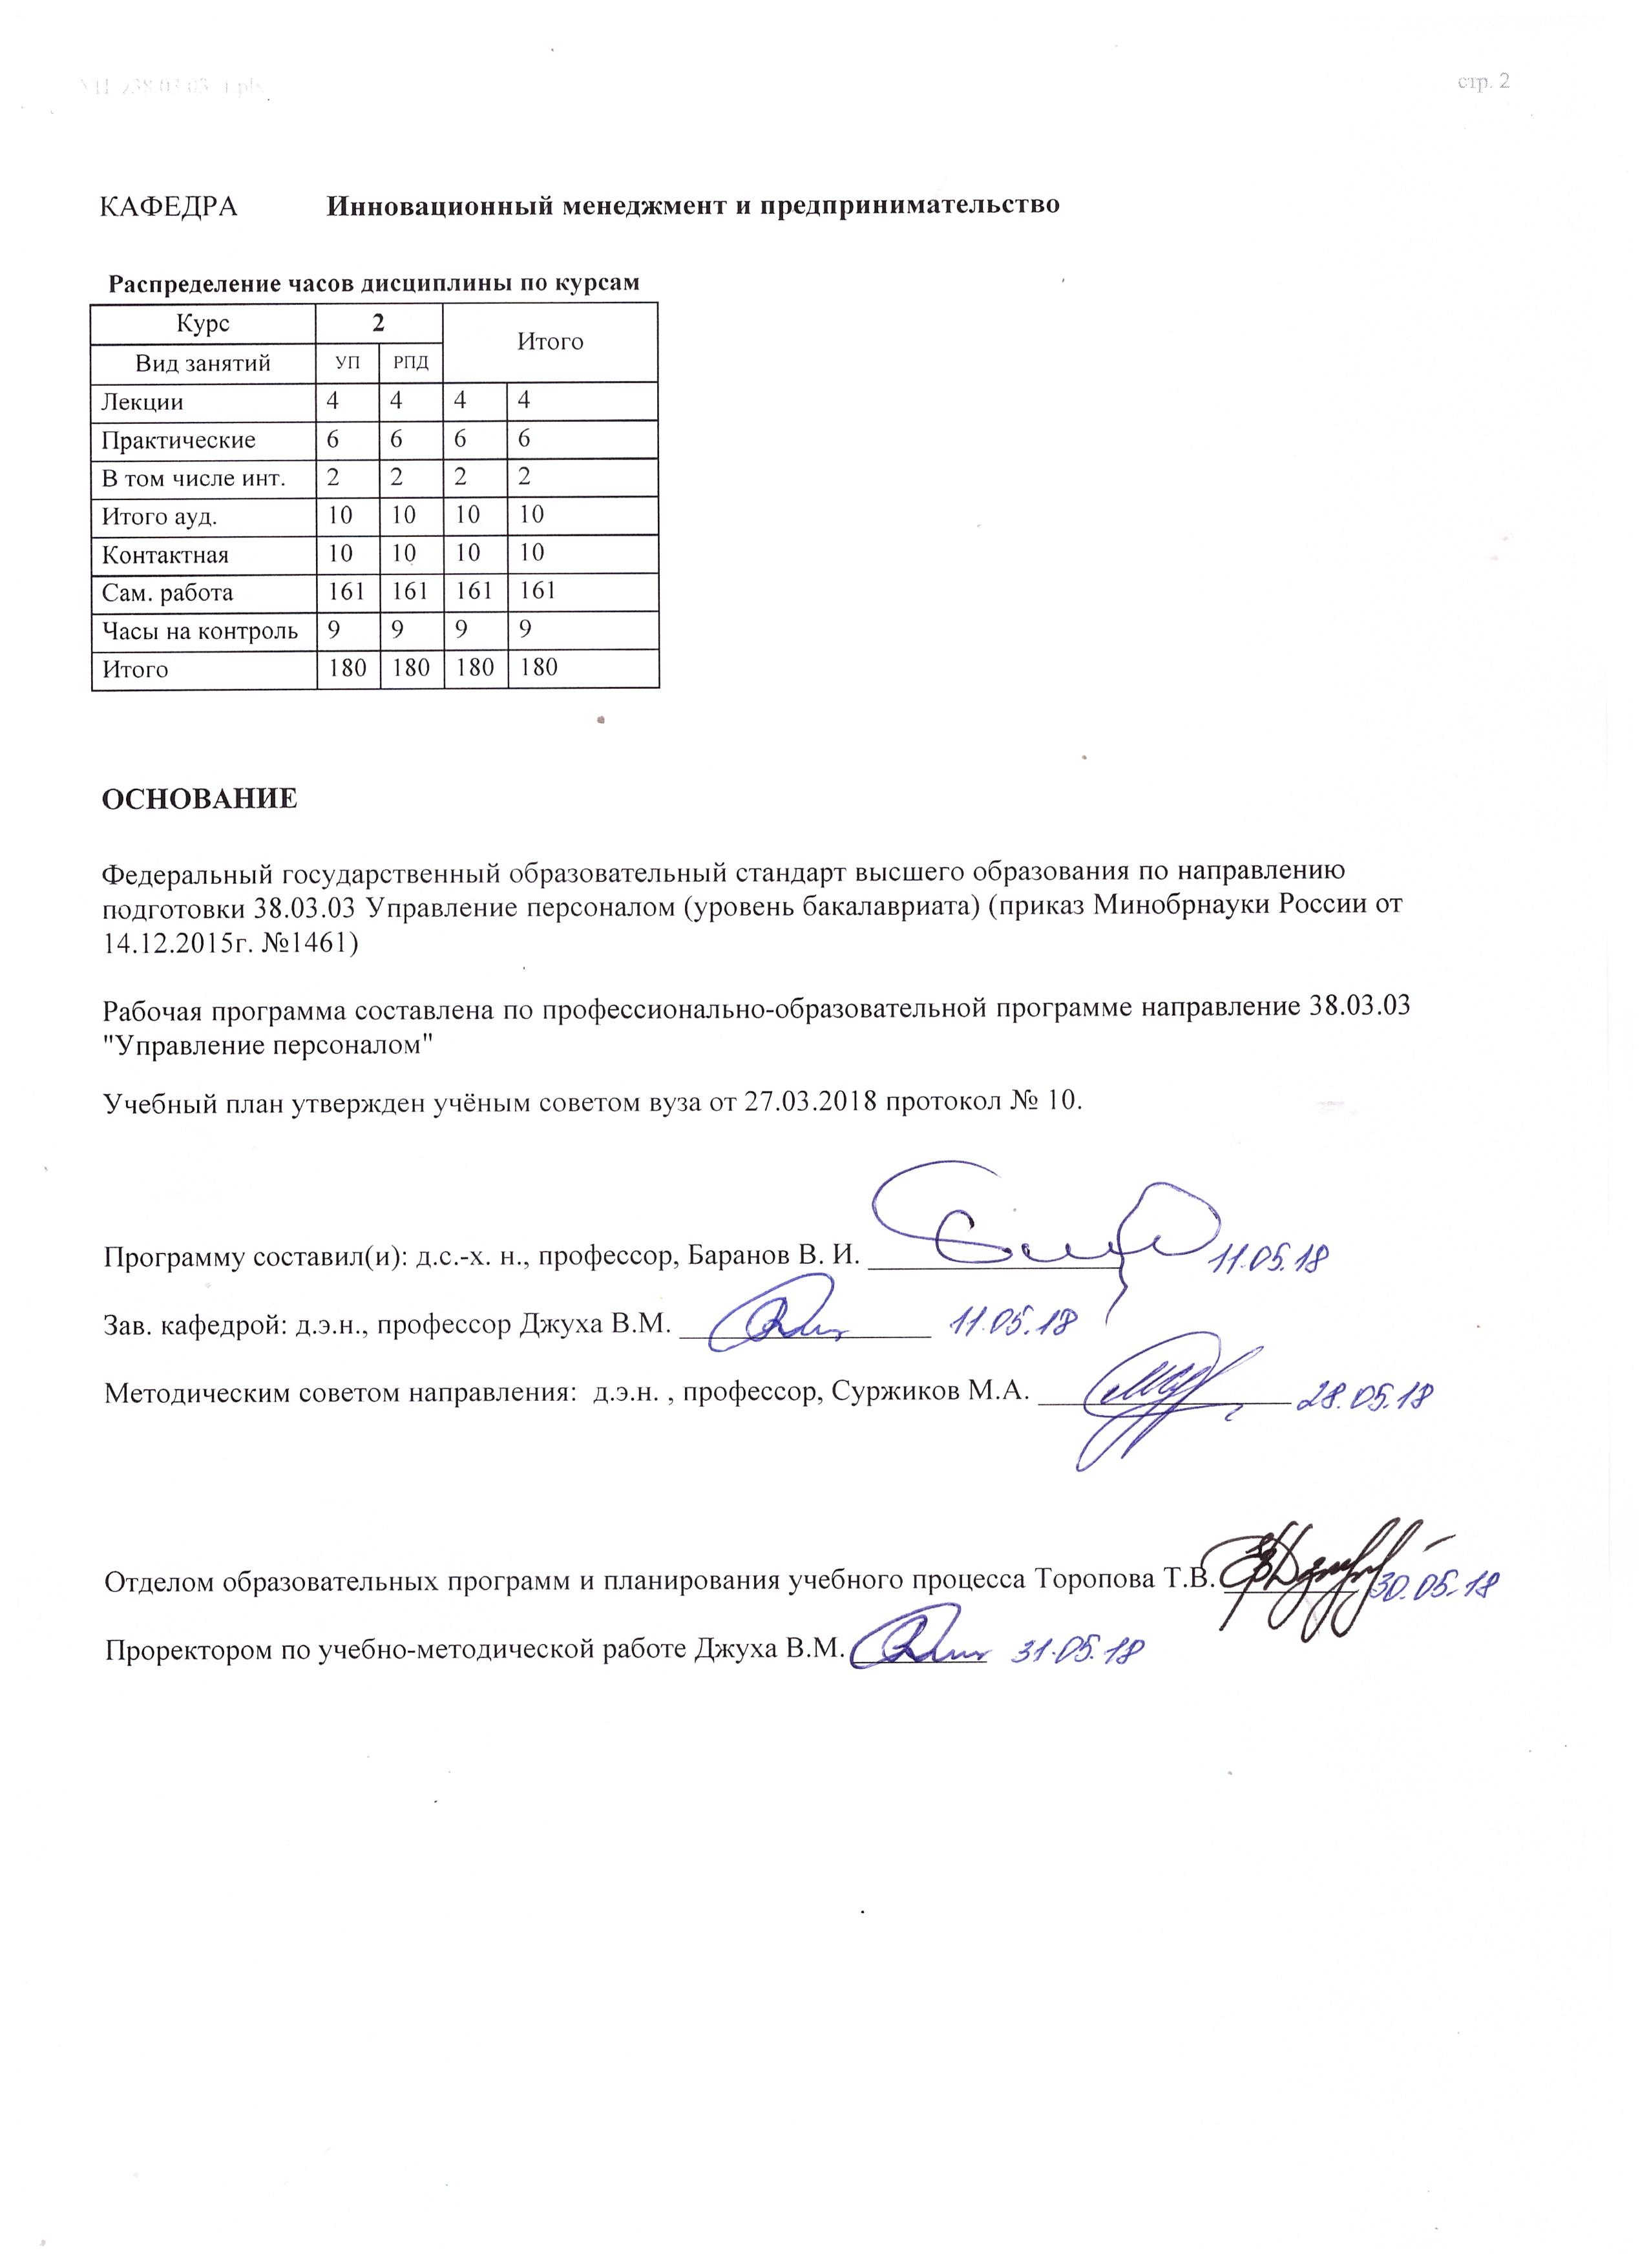 стр. 2
КАФЕДРА Инновационный менеджмент и предпринимательство
Распределение часов дисциплины по курсам
Курс 2 Итого
Вид занятий УП РПД
Лекции 4 4 4 4
Практические 6 6 6 6
В том числе инт. 2 2 2 2
Итого ауд. 10 10 10 10
Контактная 10 10 10 10
Сам. работа 161 161 161 161
Часы на контроль 9 9 9 9
Итого 180 180 180 180
ОСНОВАНИЕ
Федеральный государственный образовательный стандарт высшего образования по направлению
подготовки 38.03.03 Управление персоналом (уровень бакалавриата) (приказ Минобрнауки России от
14.12.2015г. №1461)
Рабочая программа составлена по профессионально-образовательной программе направление 38.03.03
"Управление персоналом"
Учебный план утвержден учёным советом вуза от 27.03.2018 протокол № 10.
Программу составил(и): д.с.-х. н., профессор, Баранов В. И. 11.05.18
Зав. кафедрой: д.э.н., профессор Джуха В.М. 11.05.18
Методическим советом направления: д.э.н. , профессор, Суржиков М.А. 28.05.18
Отделом образовательных программ и планирования учебного процесса Торопова Т.В. 30.05.18
Проректором по учебно-методической работе Джуха В.М. 31.05.18